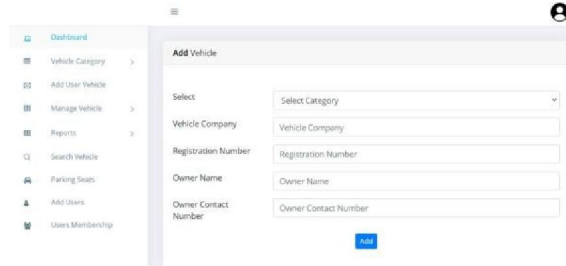 Dashboard
Vehicle Category
Add User Vehicle
Manage Vehicle
Reports
Search Vehicle
Parking Seats
Add Users
Users Membership
Add Vehicle
Select
Select Category
Vehicle Company
Vehicle Company
Registration Number
Registration Number
Owner Name
Owner Name
Owner Contact
Number
Owner Contact Number
Add